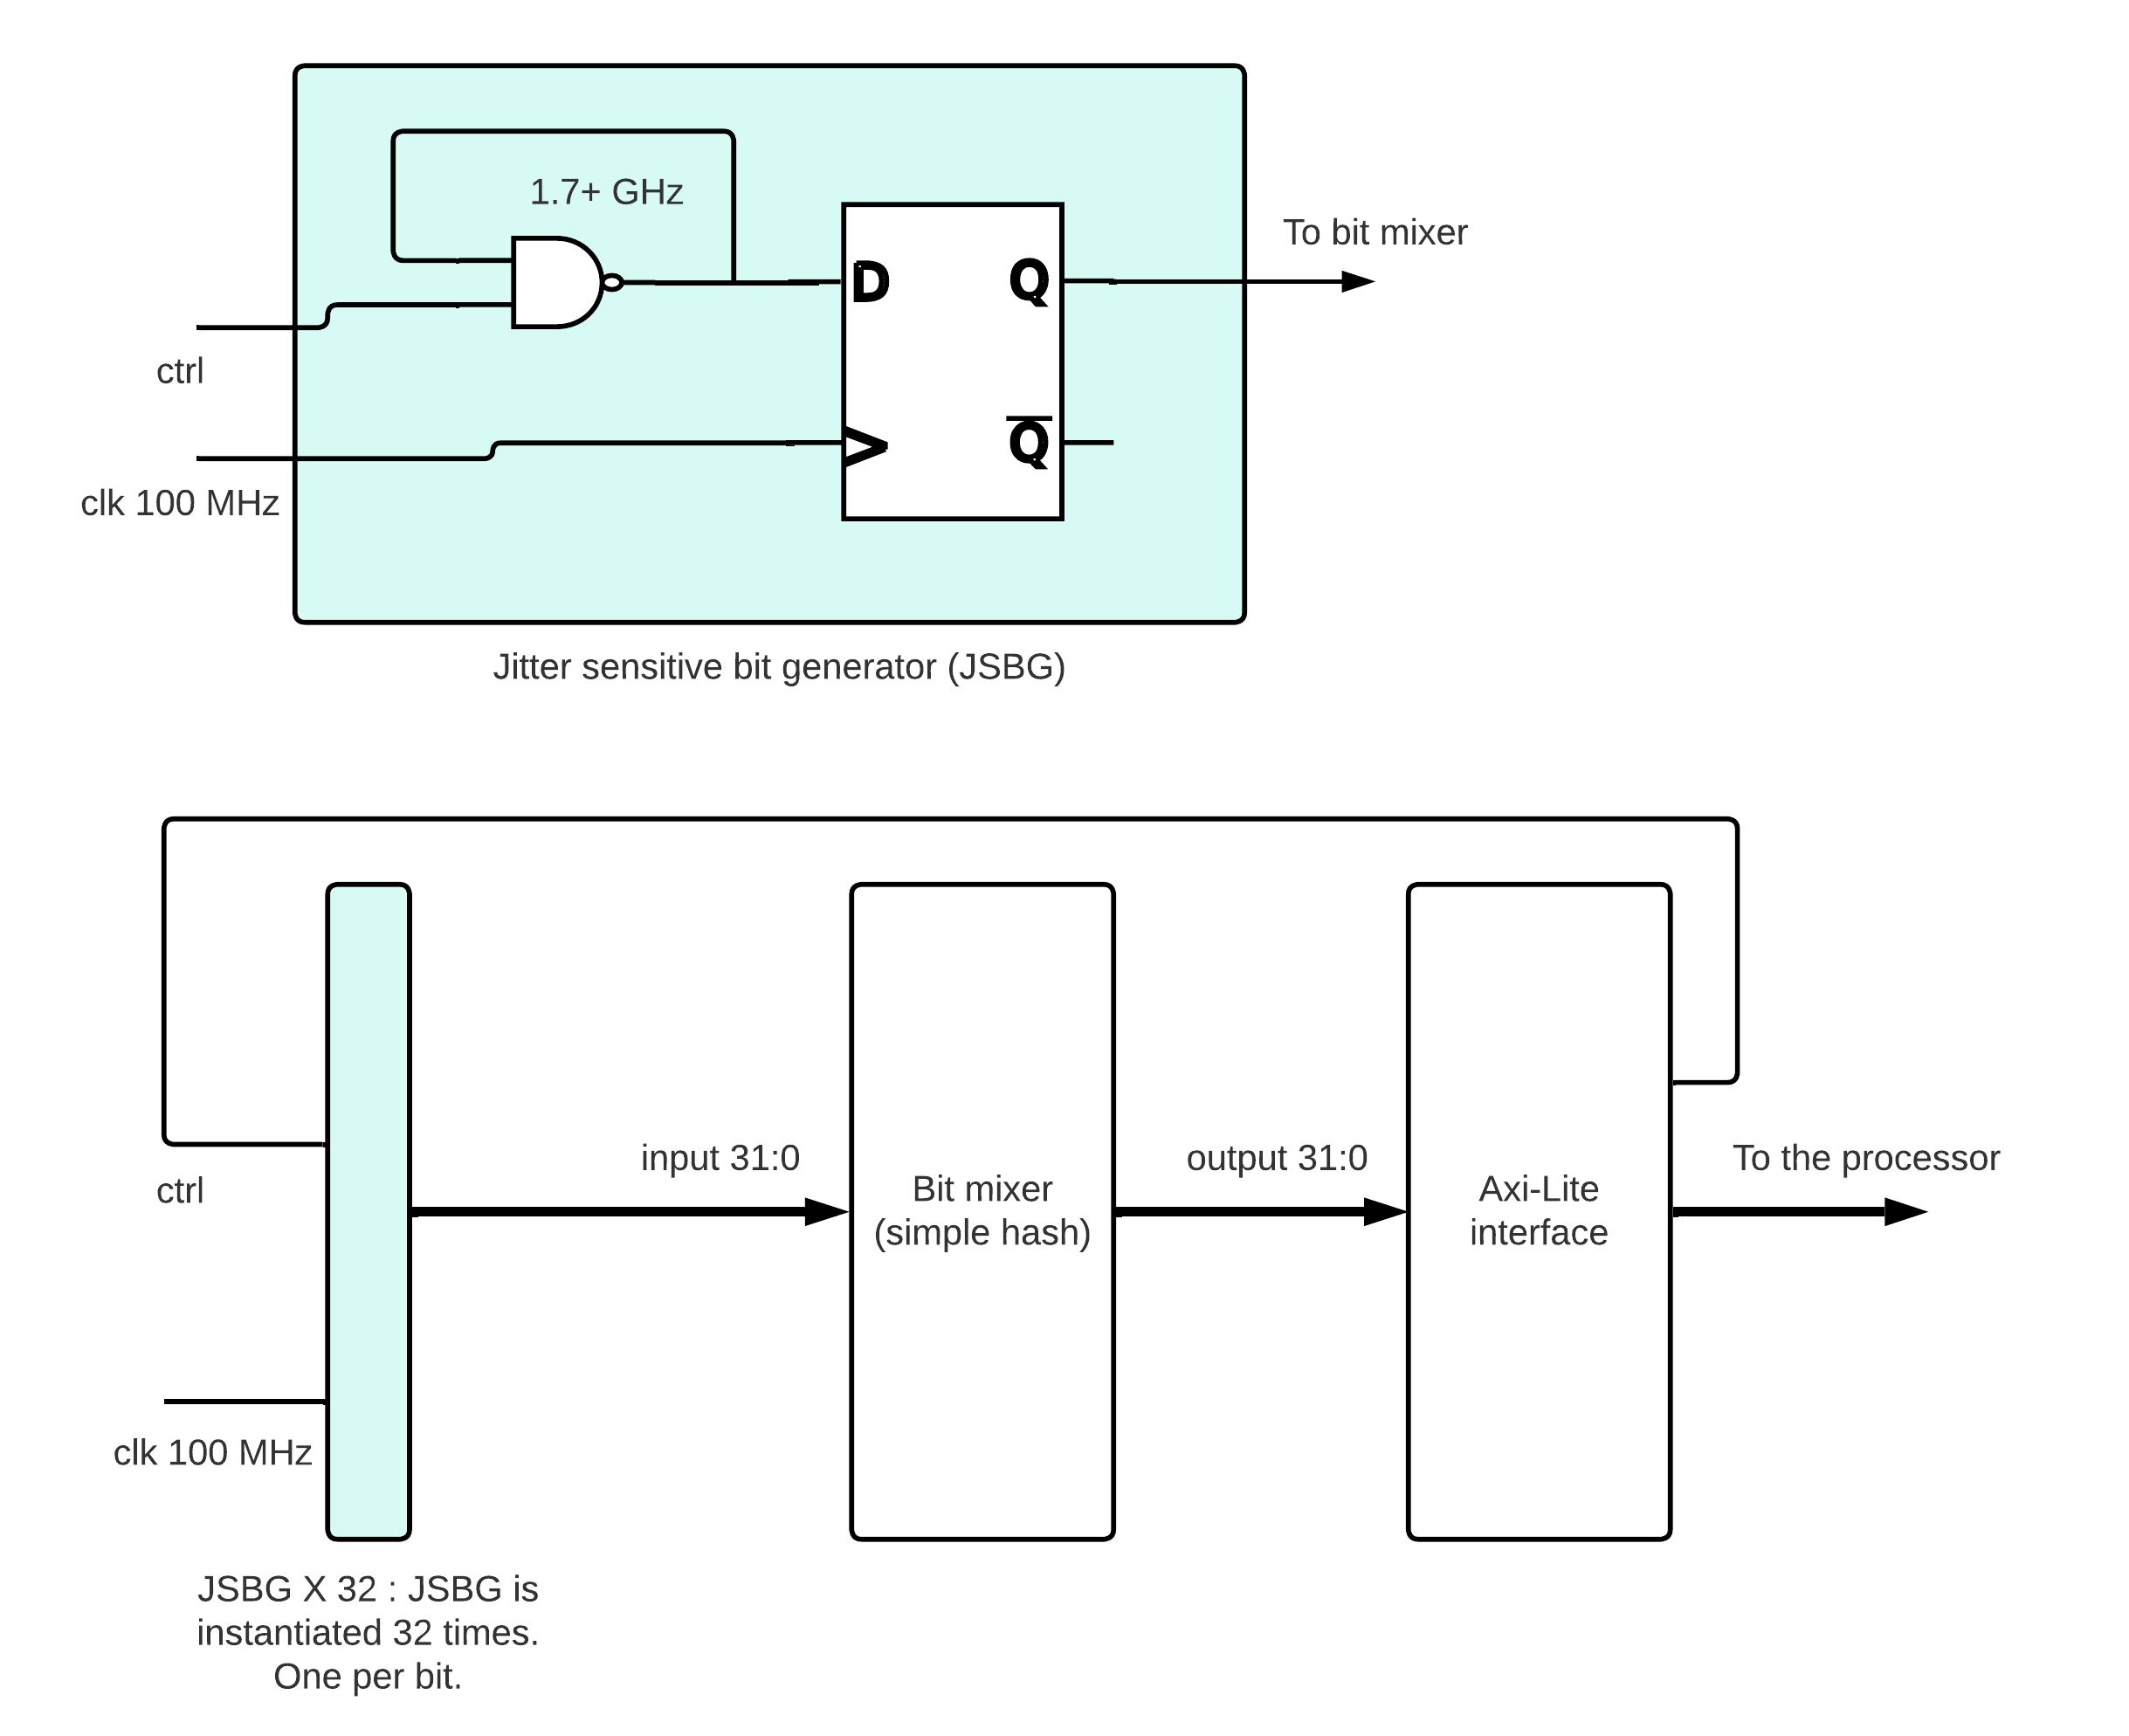 1.7+ GHz
To bit mixer
D
Q
ctrl
Q̅
clk 100 MHz
Jitter sensitive bit generator (JSBG)
input 31:0
output 31:0
To the processor
ctrl
Bit mixer
(simple hash)
Axi-Lite
interface
clk 100 MHz
JSBG X 32 : JSBG is
instantiated 32 times.
One per bit.